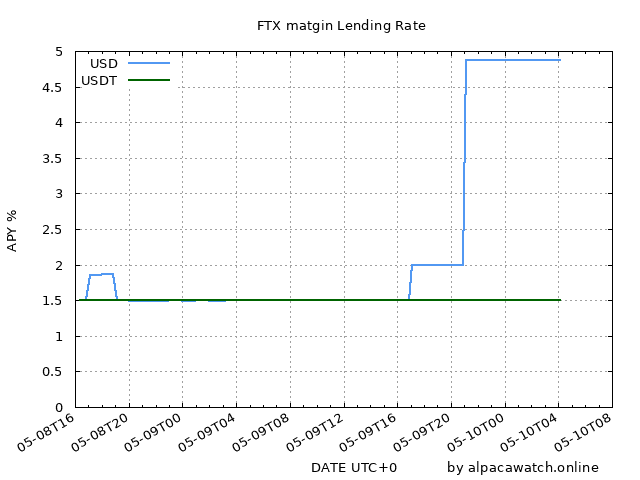 FTX matgin Lending Rate
USD
USDT
5
4.5
4
3.5
3
2.5
2
1.5
1
0.5
0
APY %
05-08T16
05-08T20
05-09T00
05-09T04
05-09T08
05-09T12
05-09T16
05-09T20
05-10T00
05-10T04
05-10T08
DATE UTC+0
by alpacawatch.online